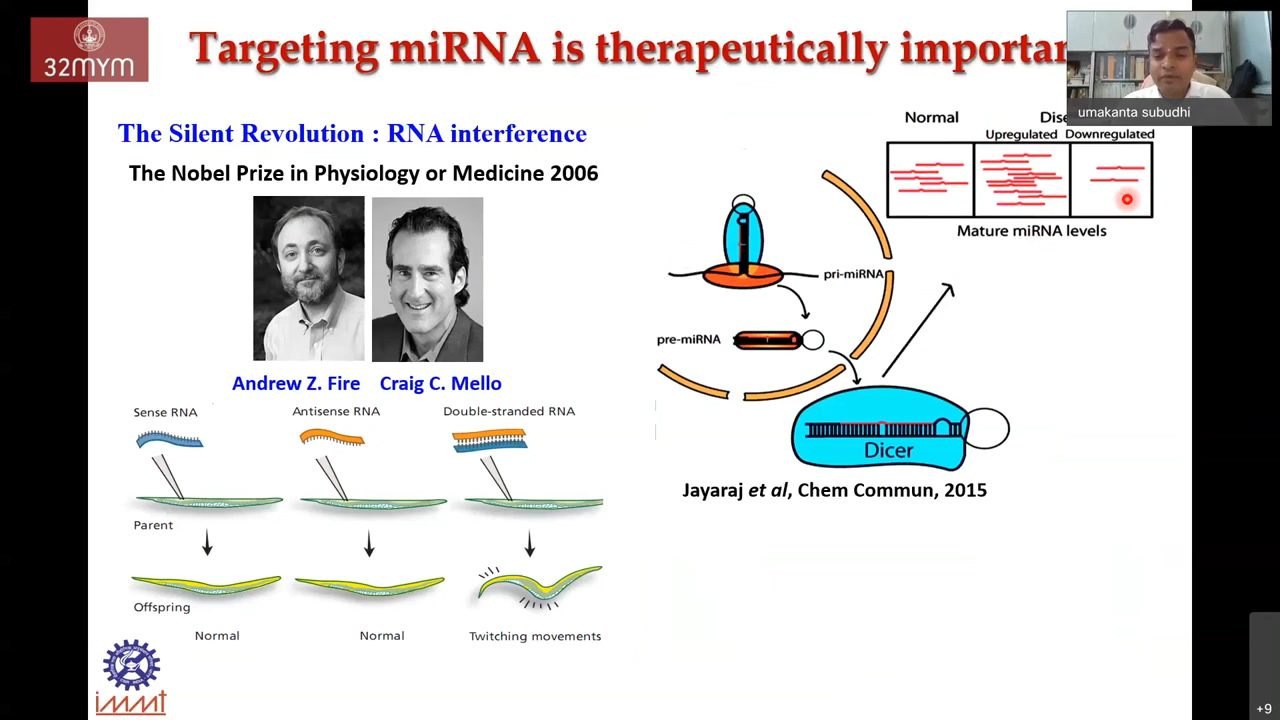 32mym
Targeting miRNA is therapeutically importan
umakanta subudhi
The Silent Revolution : RNA interference
The Nobel Prize in Physiology or Medicine 2006
Andrew Z. Fire
Craig C. Mello
Sense RNA
Antisense RNA
Double-stranded RNA
Parent
Offspring
Normal
Normal
Twitching movements
Normal
Dise
Upregulated
Downregulated
Mature miRNA levels
pri-miRNA
pre-miRNA
Dicer
Jayaraj et al, Chem Commun, 2015
immt
+9